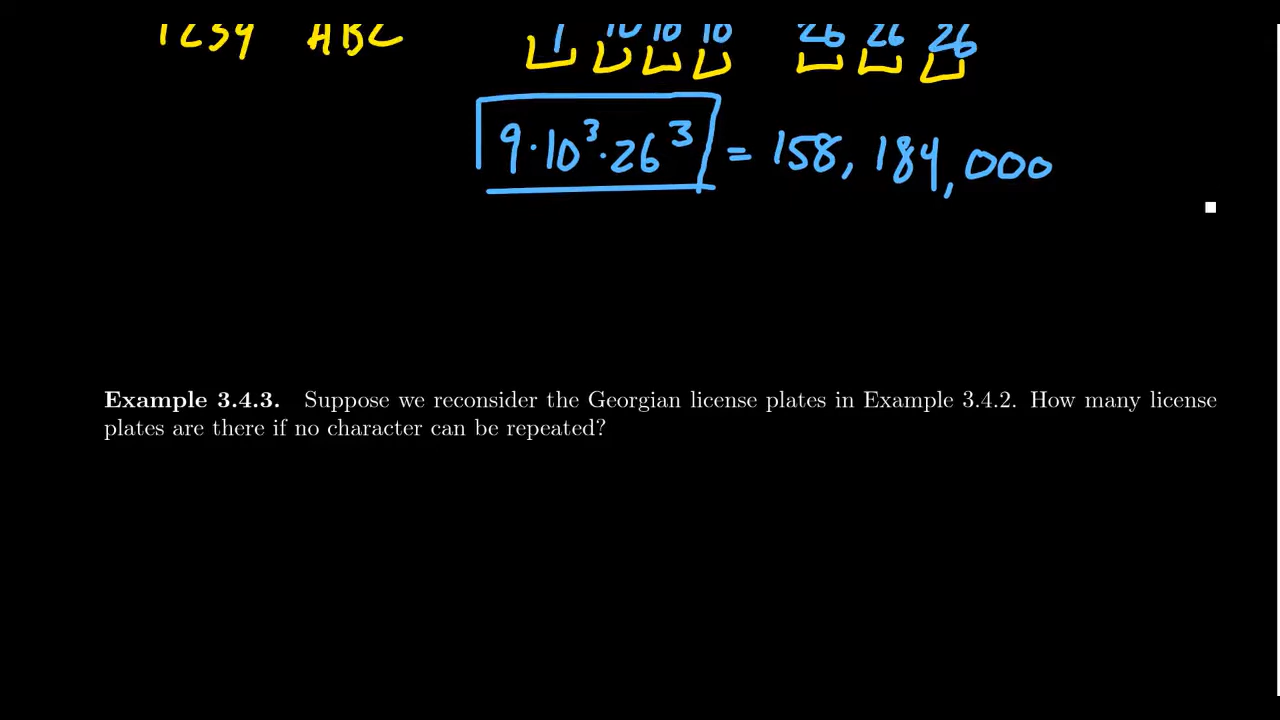 1234 ABC 9 10 10 10 26 26 26
9·10³·26³ = 158,184,000
Example 3.4.3. Suppose we reconsider the Georgian license plates in Example 3.4.2. How many license
plates are there if no character can be repeated?